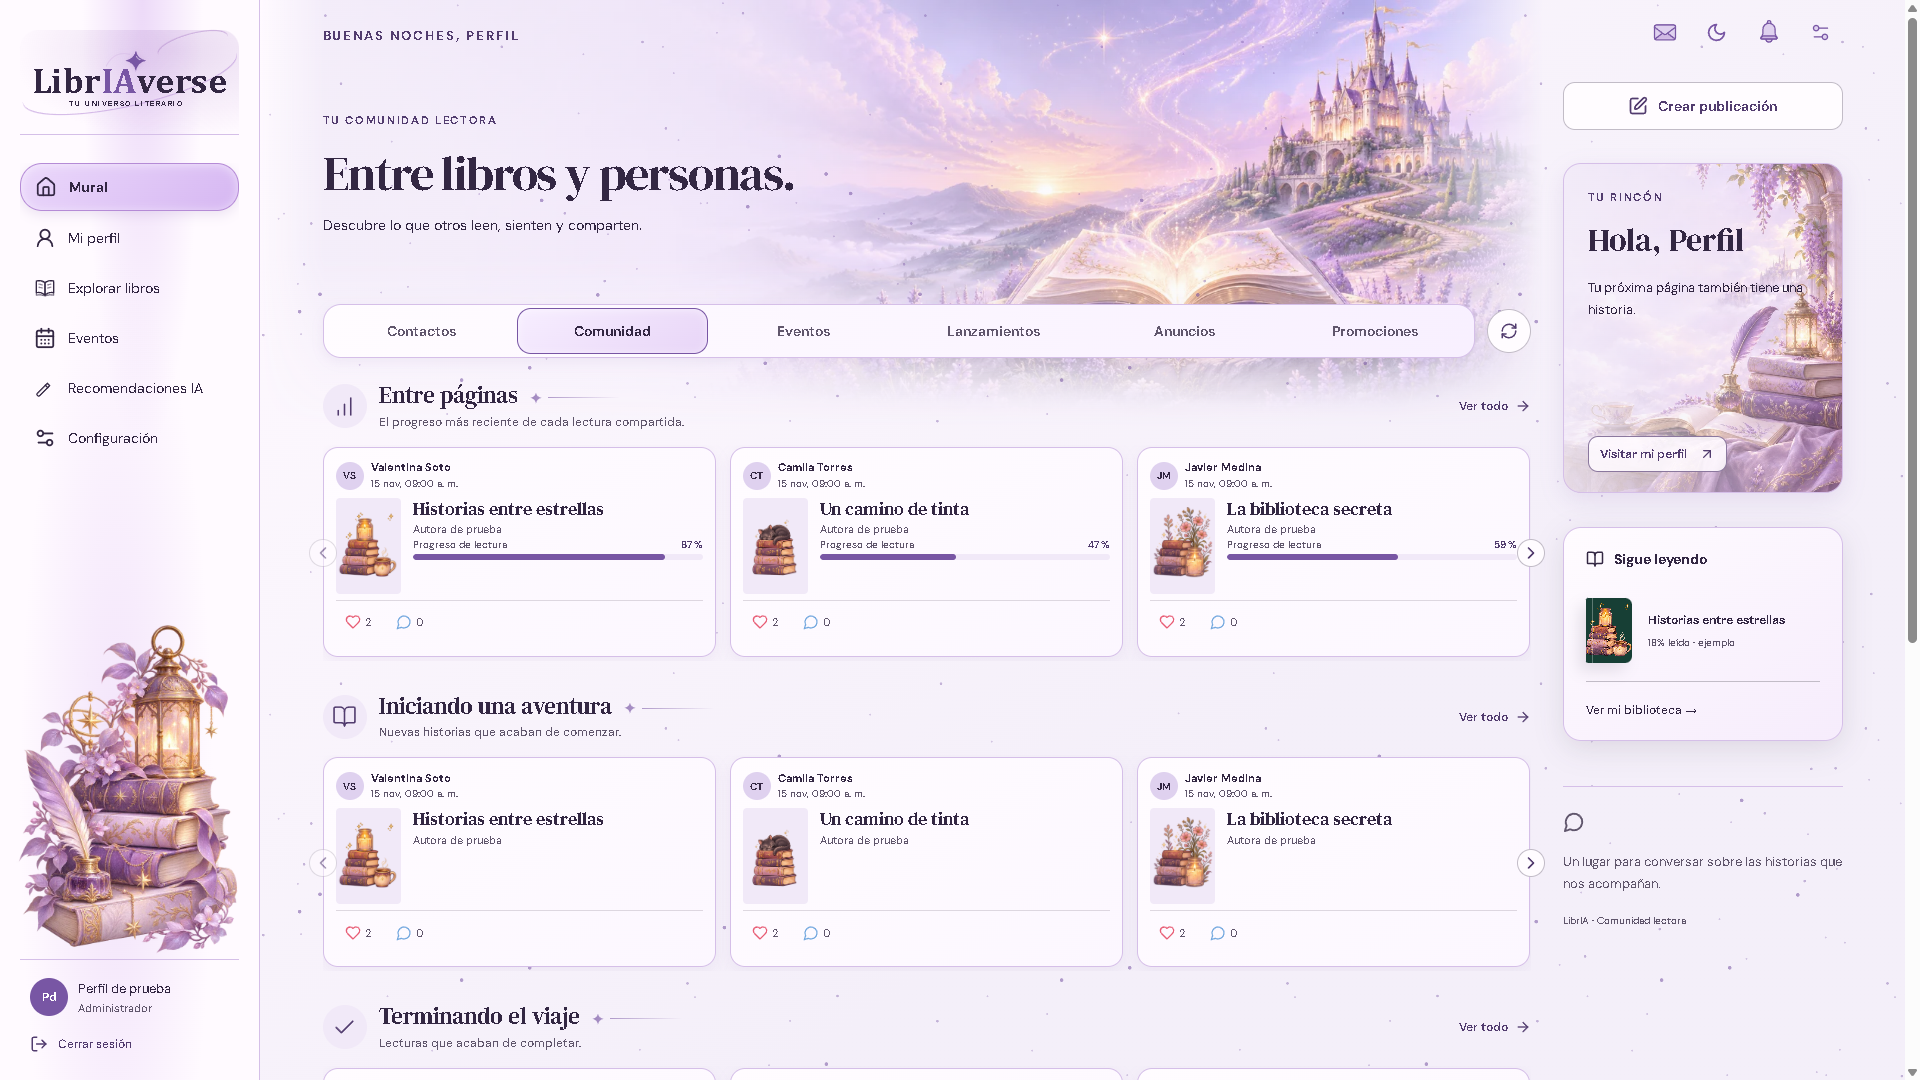 LibrIAverse
TU UNIVERSO LITERARIO
Mural
Mi perfil
Explorar libros
Eventos
Recomendaciones IA
Configuración
Pd
Perfil de prueba
Administrador
Cerrar sesión
BUENAS NOCHES, PERFIL
TU COMUNIDAD LECTORA
Entre libros y personas.
Descubre lo que otros leen, sienten y comparten.
Contactos
Comunidad
Eventos
Lanzamientos
Anuncios
Promociones
Entre páginas
El progreso más reciente de cada lectura compartida.
Ver todo
VS
Valentina Soto
15 nov, 09:00 a. m.
Historias entre estrellas
Autora de prueba
Progreso de lectura 87%
2 0
CT
Camila Torres
15 nov, 09:00 a. m.
Un camino de tinta
Autora de prueba
Progreso de lectura 47%
2 0
JM
Javier Medina
15 nov, 09:00 a. m.
La biblioteca secreta
Autora de prueba
Progreso de lectura 59%
2 0
Iniciando una aventura
Nuevas historias que acaban de comenzar.
Ver todo
VS
Valentina Soto
15 nov, 09:00 a. m.
Historias entre estrellas
Autora de prueba
2 0
CT
Camila Torres
15 nov, 09:00 a. m.
Un camino de tinta
Autora de prueba
2 0
JM
Javier Medina
15 nov, 09:00 a. m.
La biblioteca secreta
Autora de prueba
2 0
Terminando el viaje
Lecturas que acaban de completar.
Ver todo
Crear publicación
TU RINCÓN
Hola, Perfil
Tu próxima página también tiene una
historia.
Visitar mi perfil
Sigue leyendo
Historias entre estrellas
18% leído · ejemplo
Ver mi biblioteca →
Un lugar para conversar sobre las historias que
nos acompañan.
LibrIA · Comunidad lectora